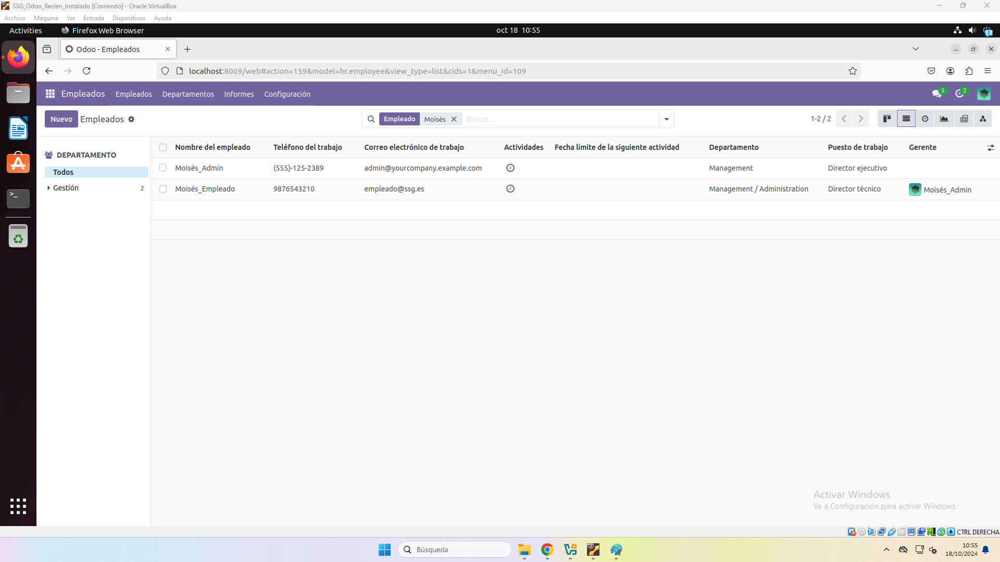 SSG_Odoo_Recien_Instalado [Corriendo] - Oracle VirtualBox
Archivo Máquina Ver Entrada Dispositivos Ayuda
Activities Firefox Web Browser oct 18 10:55
Odoo - Empleados
localhost:8069/web#action=159&model=hr.employee&view_type=list&cids=1&menu_id=109
Empleados Empleados Departamentos Informes Configuración 5 2
Nuevo Empleados Empleado Moisés Buscar... 1-2 / 2
DEPARTAMENTO
Todos
Gestión 2
Nombre del empleado Teléfono del trabajo Correo electrónico de trabajo Actividades Fecha límite de la siguiente actividad Departamento Puesto de trabajo Gerente
Moisés_Admin (555)-125-2389 admin@yourcompany.example.com Management Director ejecutivo
Moisés_Empleado 9876543210 empleado@ssg.es Management / Administration Director técnico Moisés_Admin
Activar Windows
Ve a Configuración para activar Windows.
CTRL DERECHA
Búsqueda
10:55
18/10/2024